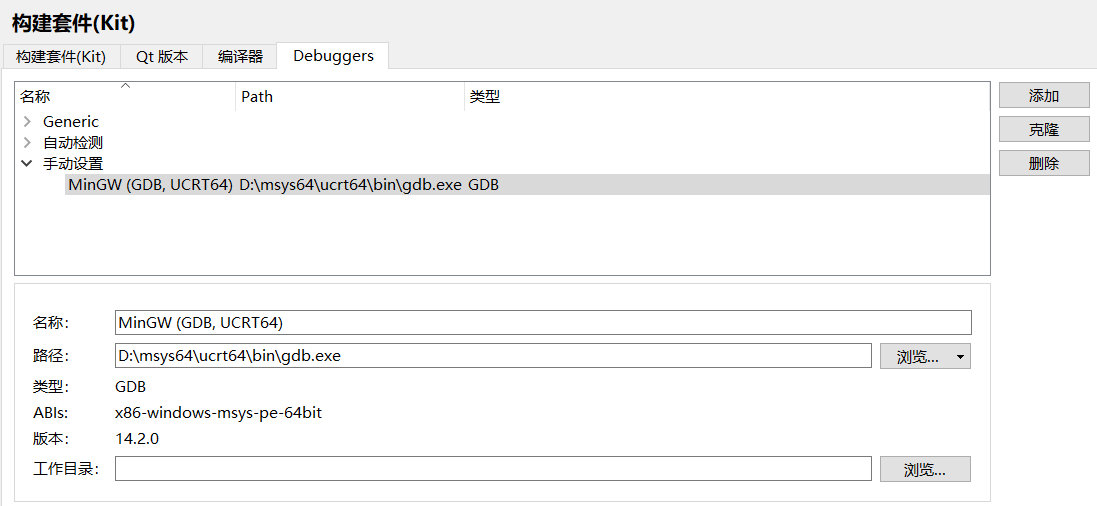 构建套件(Kit)
构建套件(Kit) Qt 版本 编译器 Debuggers
名称 Path 类型 添加
Generic 克隆
自动检测
手动设置 删除
MinGW (GDB, UCRT64) D:\msys64\ucrt64\bin\gdb.exe GDB
名称： MinGW (GDB, UCRT64)
路径： D:\msys64\ucrt64\bin\gdb.exe 浏览...
类型： GDB
ABIs: x86-windows-msys-pe-64bit
版本： 14.2.0
工作目录： 浏览...